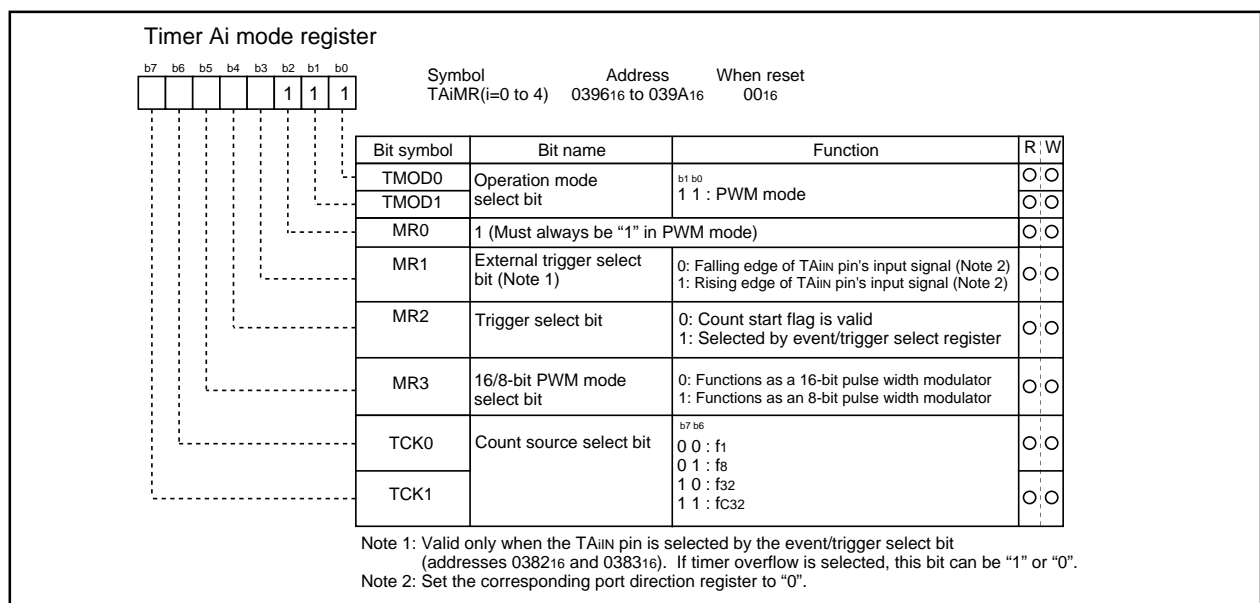 Timer Ai mode register
b7 b6 b5 b4 b3 b2 b1 b0
1 1 1
Symbol Address When reset
TAiMR(i=0 to 4) 039616 to 039A16 0016
Bit symbol Bit name Function R W
TMOD0 Operation mode select bit b1 b0
1 1 : PWM mode
TMOD1
MR0 1 (Must always be “1” in PWM mode)
MR1 External trigger select bit (Note 1) 0: Falling edge of TAiIN pin's input signal (Note 2)
1: Rising edge of TAiIN pin's input signal (Note 2)
MR2 Trigger select bit 0: Count start flag is valid
1: Selected by event/trigger select register
MR3 16/8-bit PWM mode select bit 0: Functions as a 16-bit pulse width modulator
1: Functions as an 8-bit pulse width modulator
TCK0 Count source select bit b7 b6
0 0 : f1
0 1 : f8
1 0 : f32
1 1 : fC32
TCK1
Note 1: Valid only when the TAiIN pin is selected by the event/trigger select bit
(addresses 038216 and 038316). If timer overflow is selected, this bit can be “1” or “0”.
Note 2: Set the corresponding port direction register to “0”.